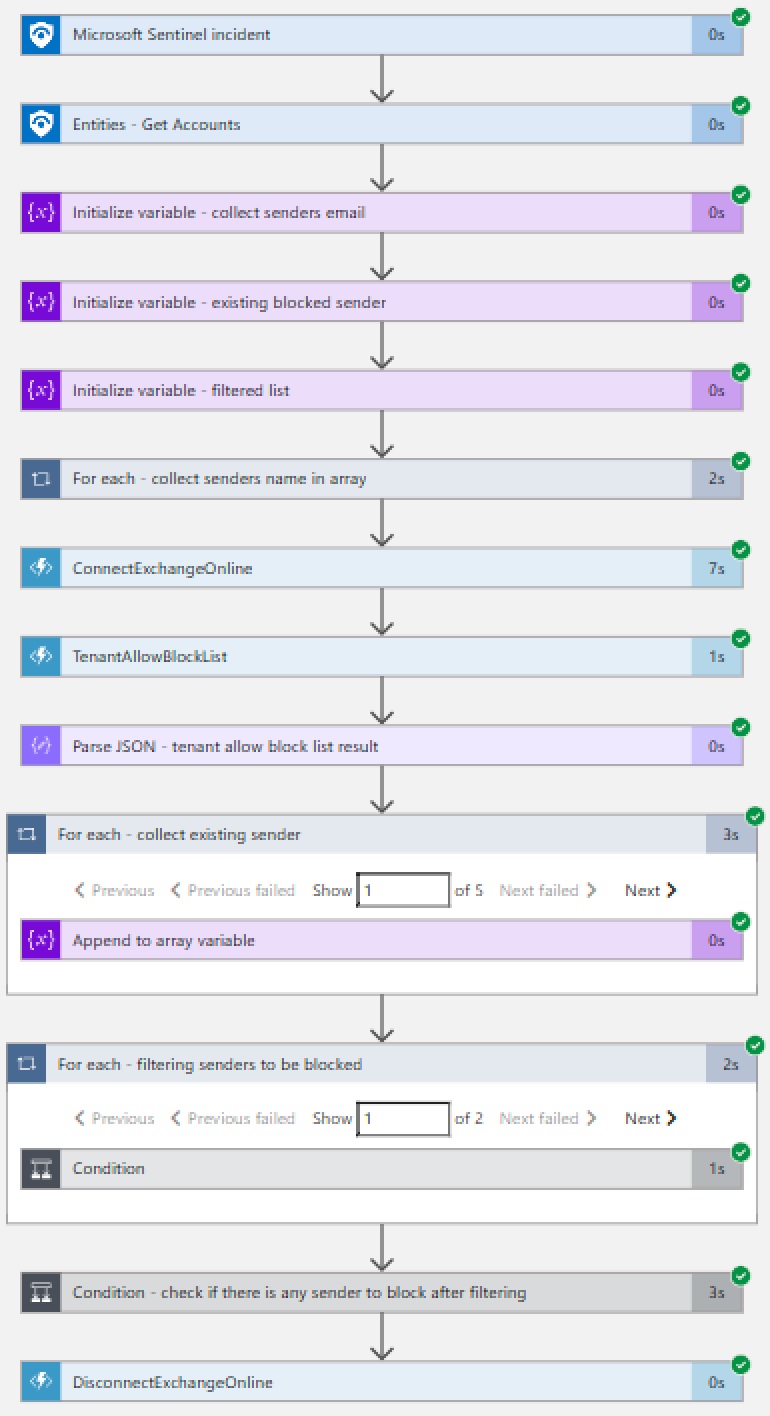 Microsoft Sentinel incident 0s
Entities - Get Accounts 0s
{x} Initialize variable - collect senders email 0s
{x} Initialize variable - existing blocked sender 0s
{x} Initialize variable - filtered list 0s
For each - collect senders name in array 2s
ConnectExchangeOnline 7s
TenantAllowBlockList 1s
Parse JSON - tenant allow block list result 0s
For each - collect existing sender 3s
Previous Previous failed Show 1 of 5 Next failed Next
{x} Append to array variable 0s
For each - filtering senders to be blocked 2s
Previous Previous failed Show 1 of 2 Next failed Next
Condition 1s
Condition - check if there is any sender to block after filtering 3s
DisconnectExchangeOnline 0s